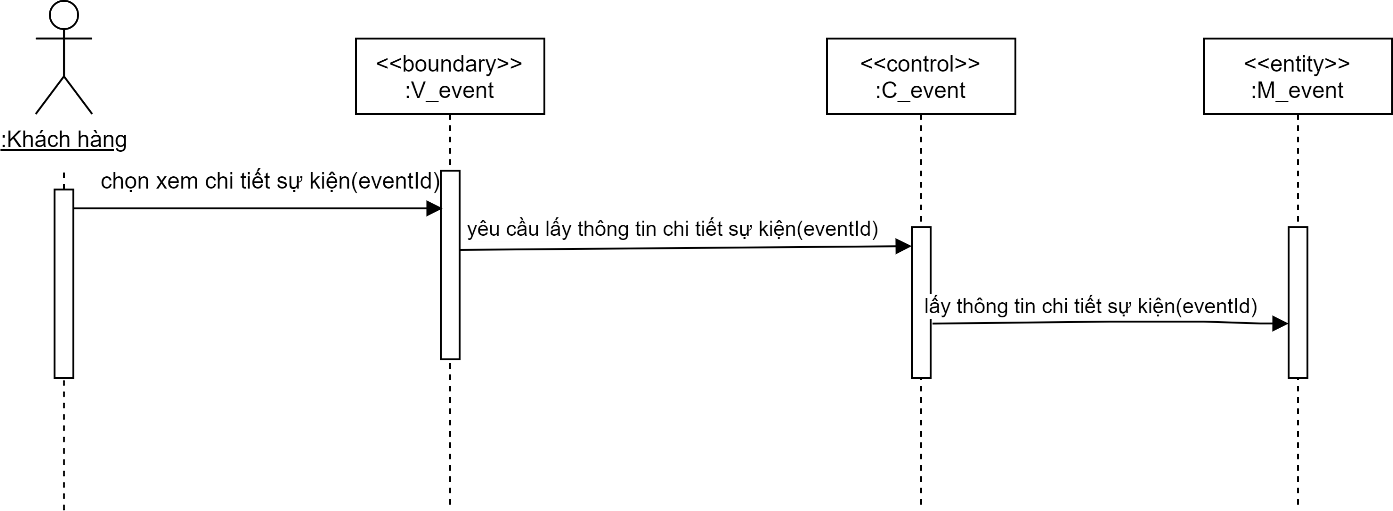 <<boundary>>
:V_event
<<control>>
:C_event
<<entity>>
:M_event
:Khách hàng
chọn xem chi tiết sự kiện(eventId)
yêu cầu lấy thông tin chi tiết sự kiện(eventId)
lấy thông tin chi tiết sự kiện(eventId)